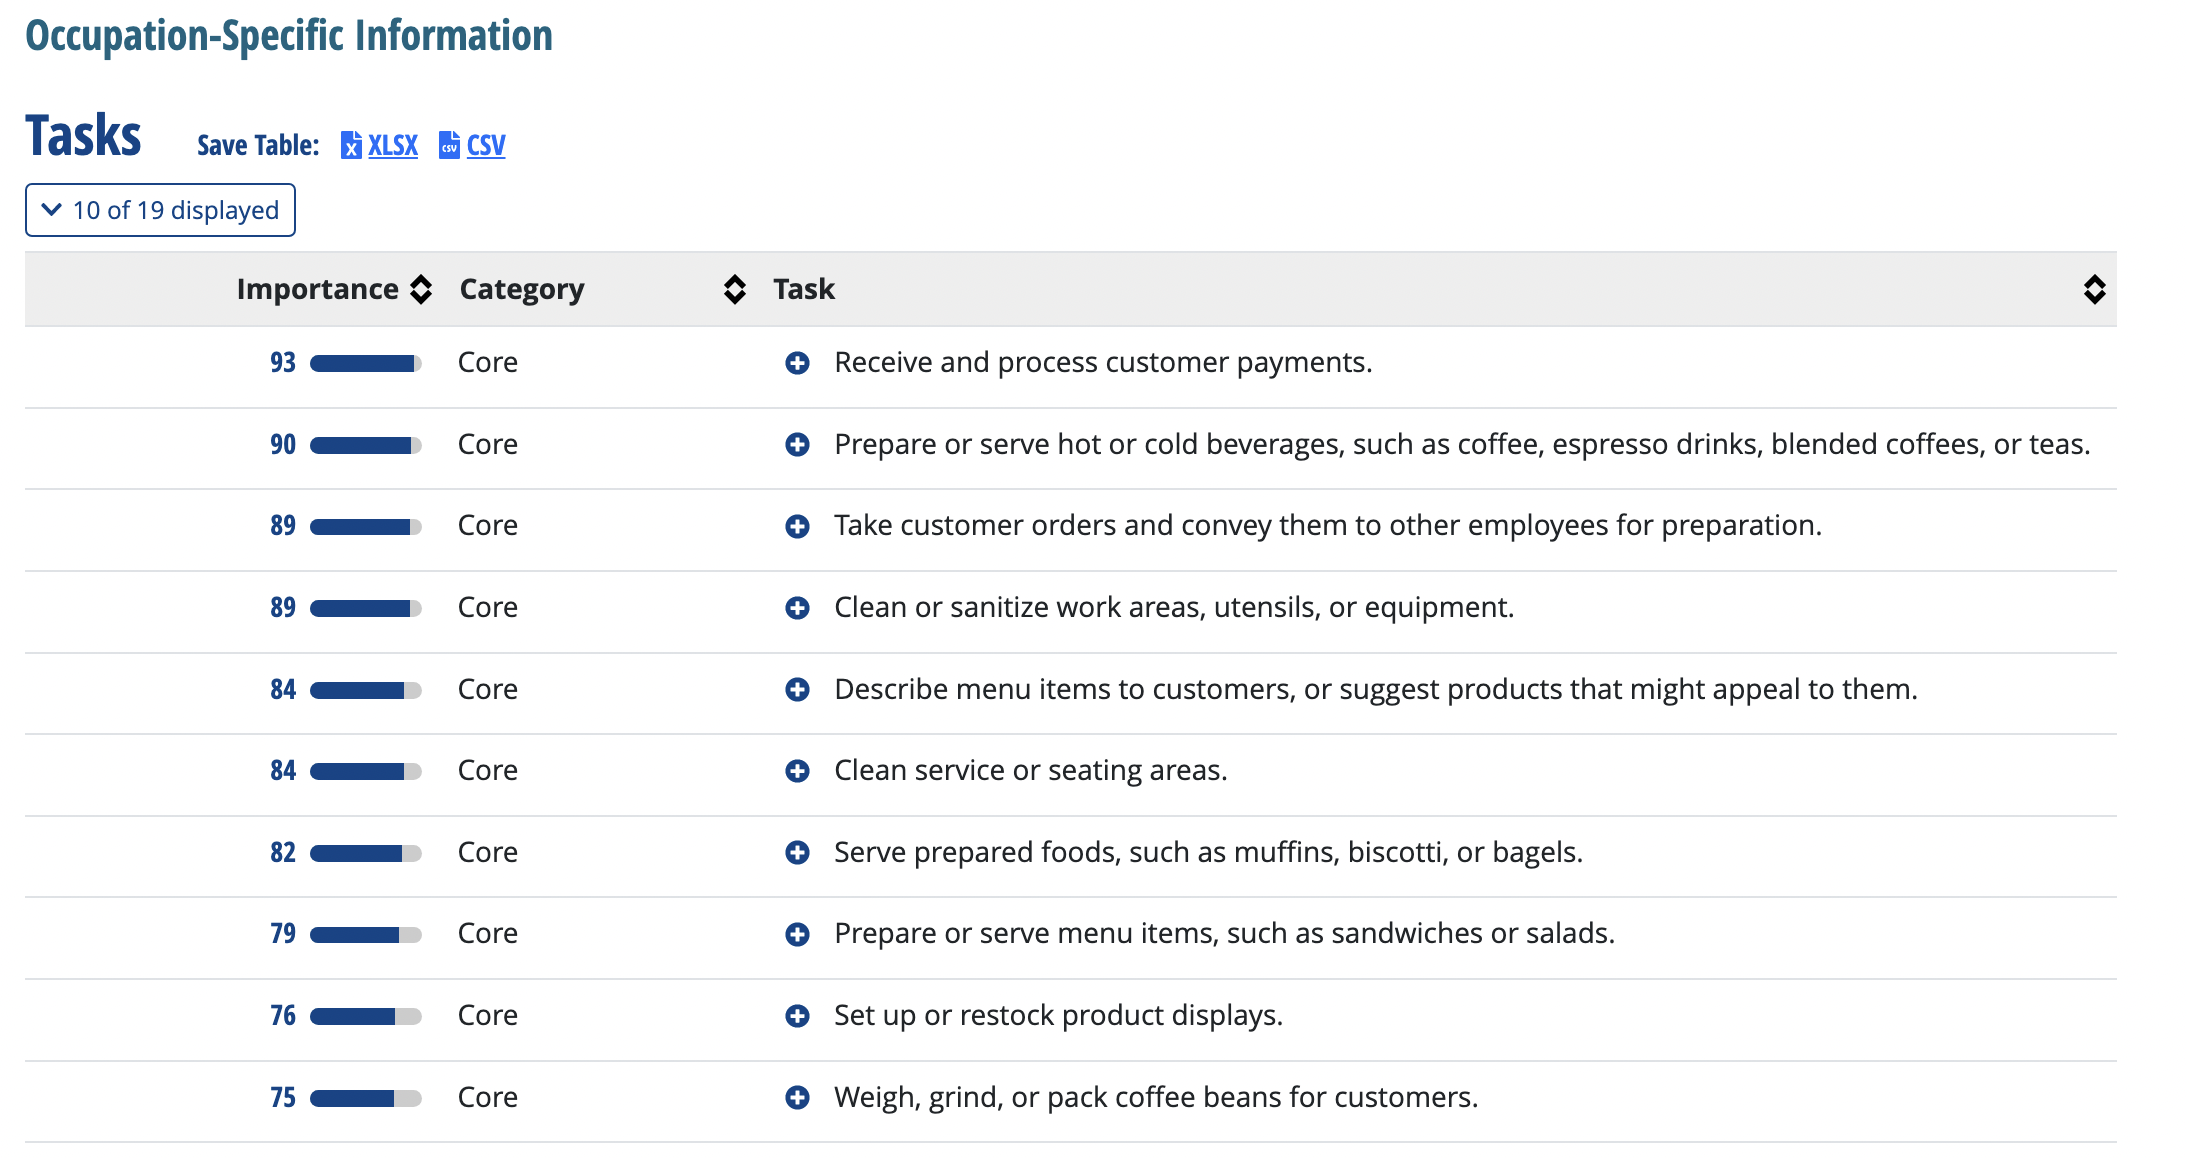 Occupation-Specific Information
Tasks Save Table: XLSX CSV
10 of 19 displayed
Importance Category Task
93 Core Receive and process customer payments.
90 Core Prepare or serve hot or cold beverages, such as coffee, espresso drinks, blended coffees, or teas.
89 Core Take customer orders and convey them to other employees for preparation.
89 Core Clean or sanitize work areas, utensils, or equipment.
84 Core Describe menu items to customers, or suggest products that might appeal to them.
84 Core Clean service or seating areas.
82 Core Serve prepared foods, such as muffins, biscotti, or bagels.
79 Core Prepare or serve menu items, such as sandwiches or salads.
76 Core Set up or restock product displays.
75 Core Weigh, grind, or pack coffee beans for customers.